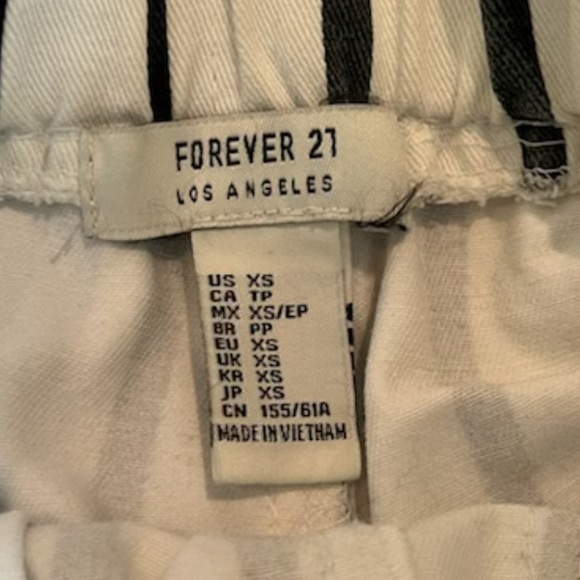 FOREVER 21
LOS ANGELES
US XS
CA TP
MX XS/EP
BR PP
EU XS
UK XS
KR XS
JP XS
CN 155/61A
MADE IN VIETNAM